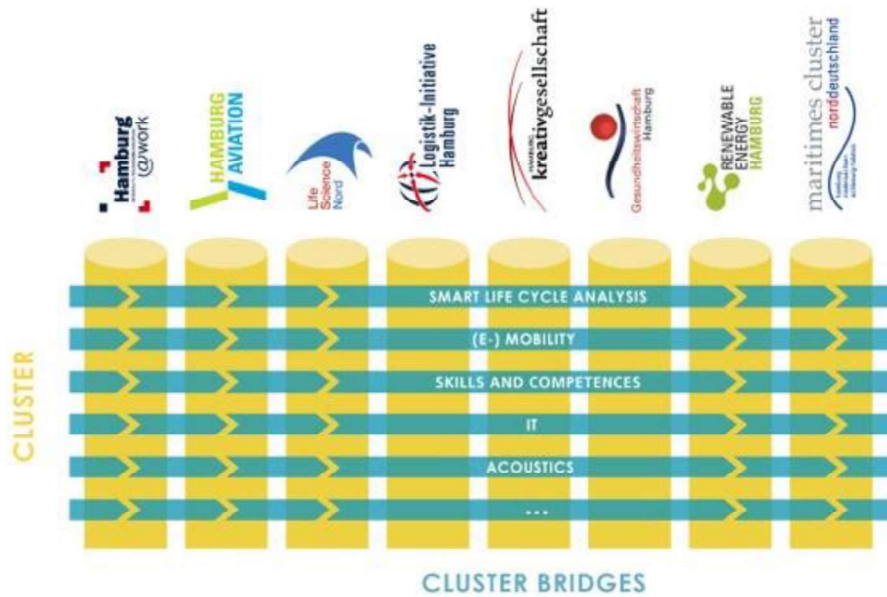 Hamburg
@work
HAMBURG
AVIATION
Life
Science
Nord
Logistik-Initiative
Hamburg
HAMBURG
kreativgesellschaft
Gesundheitswirtschaft
Hamburg
RENEWABLE
ENERGY
HAMBURG
maritimes cluster
norddeutschland
CLUSTER
SMART LIFE CYCLE ANALYSIS
(E-) MOBILITY
SKILLS AND COMPETENCES
IT
ACOUSTICS
...
CLUSTER BRIDGES